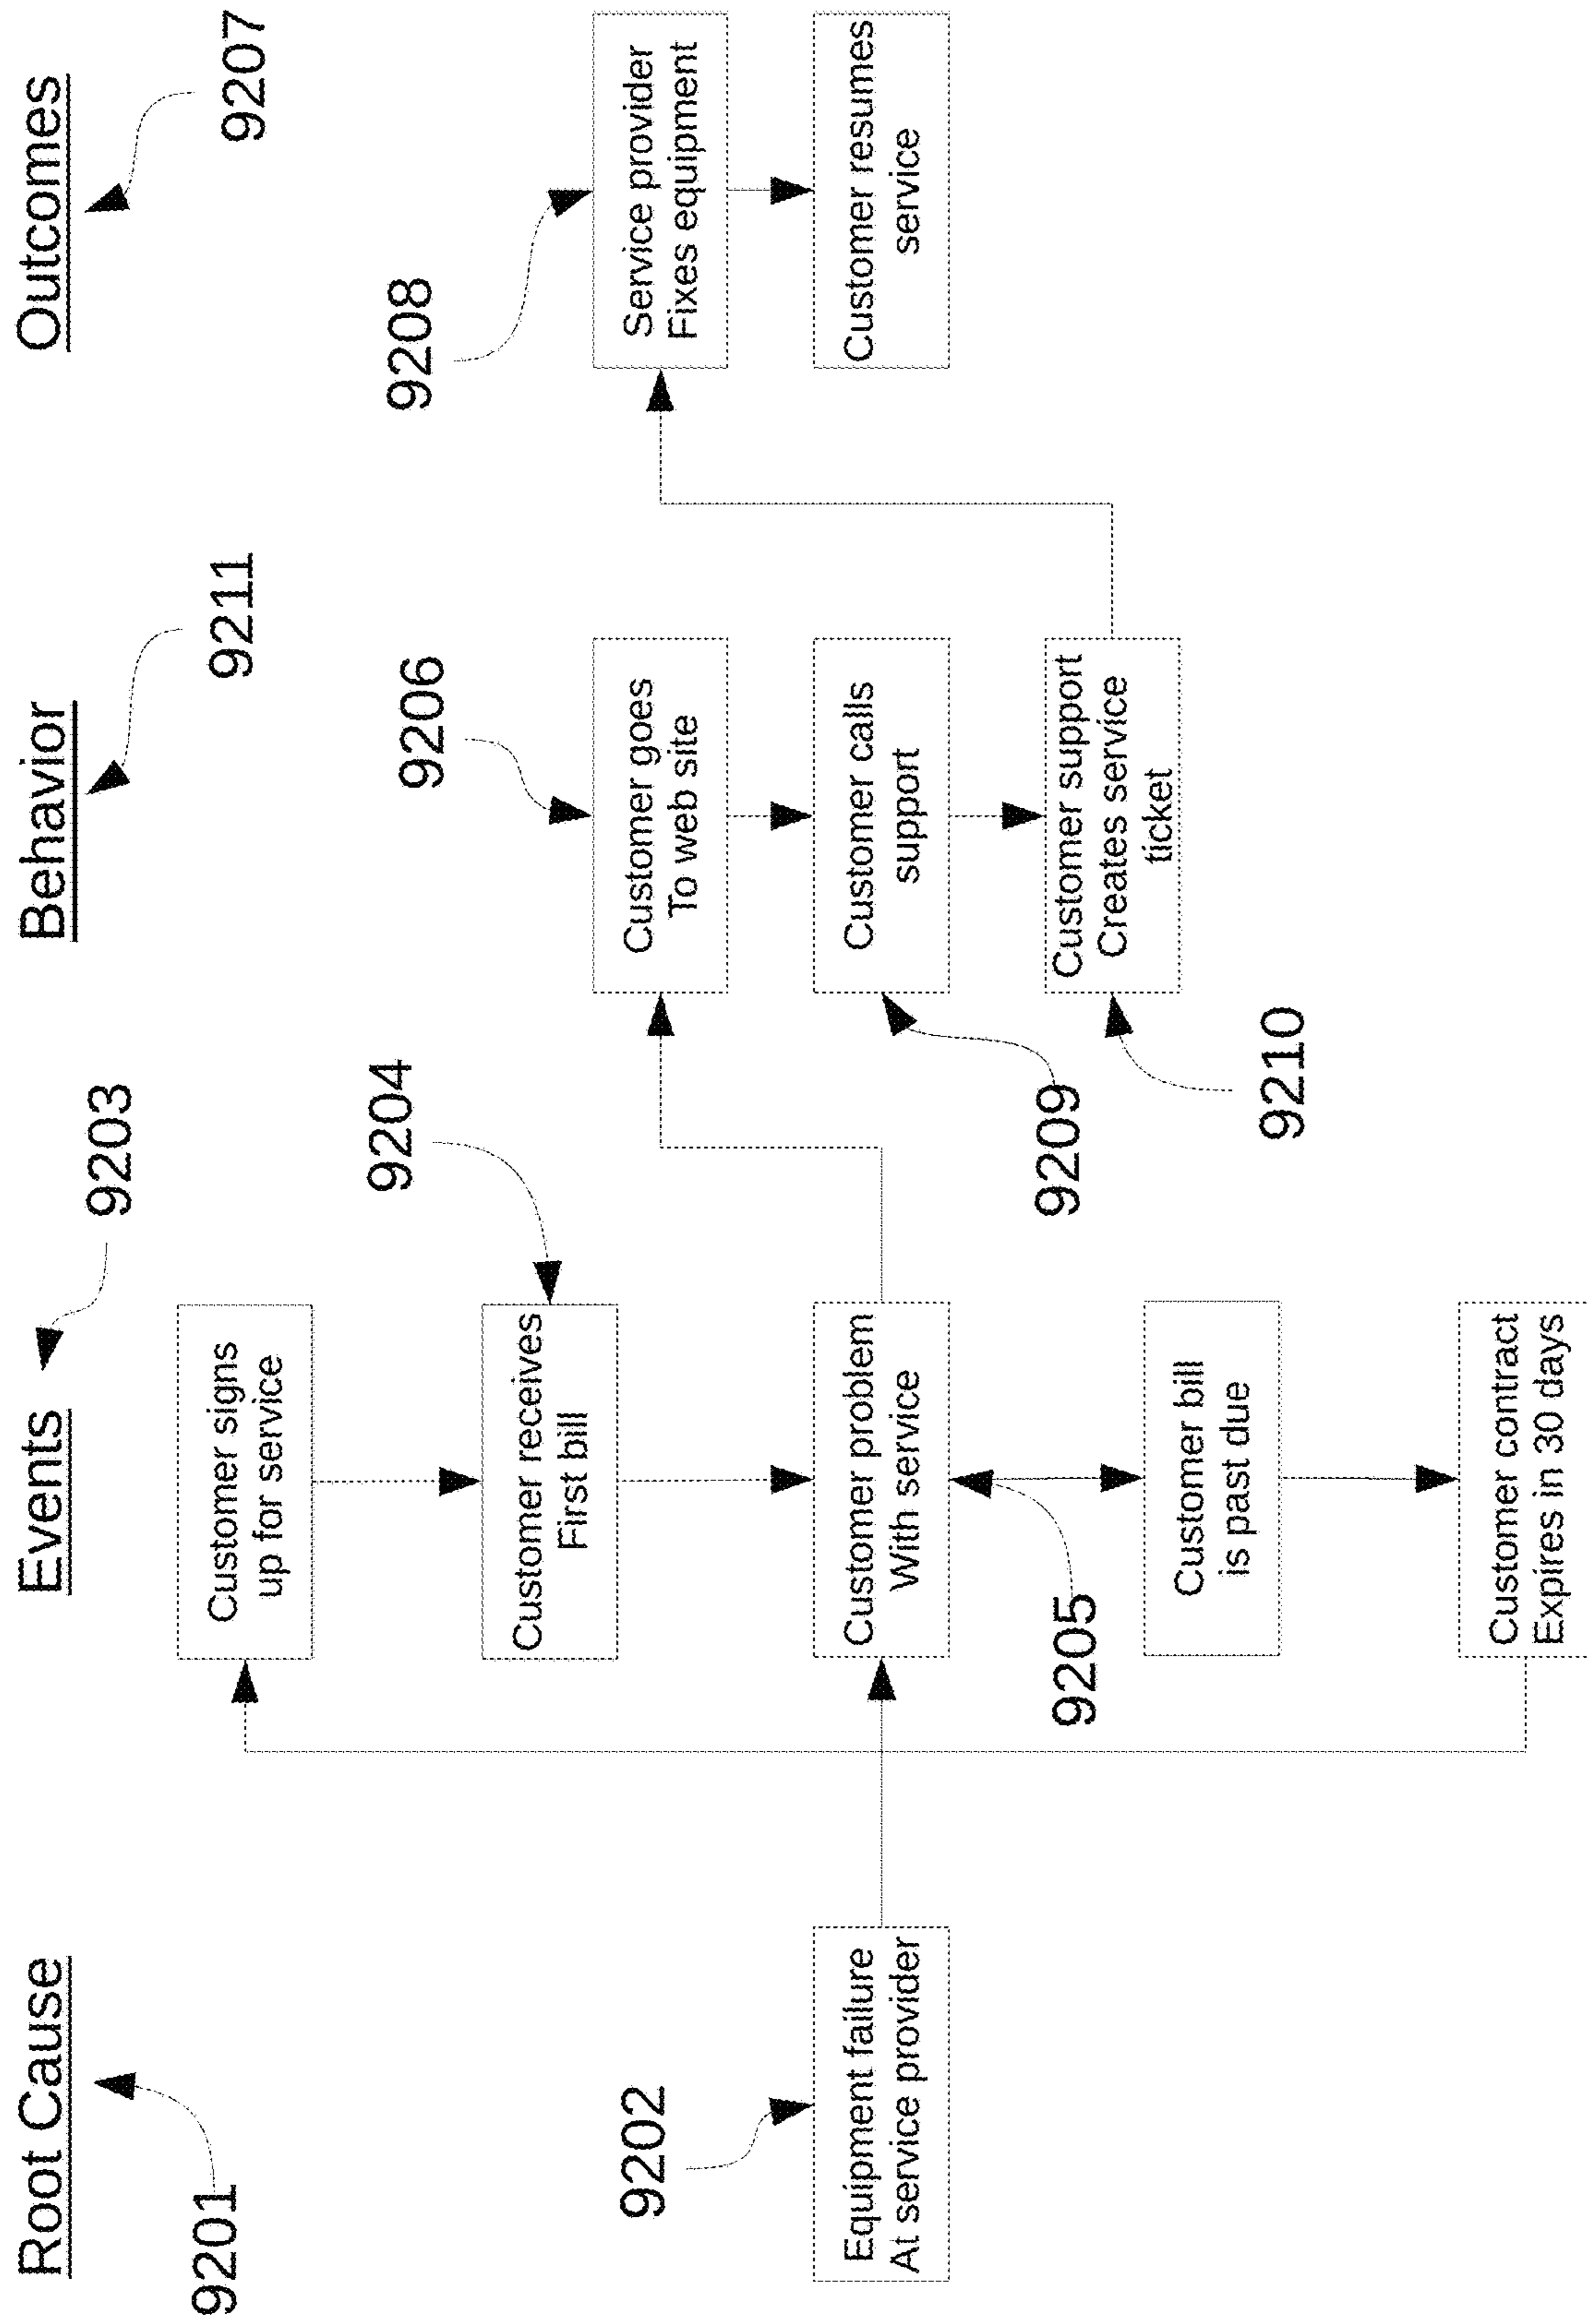 Root Cause
9201
9202
Equipment failure
At service provider
Events
9203
Customer signs
up for service
9204
Customer receives
First bill
Customer problem
With service
9205
Customer bill
is past due
Customer contract
Expires in 30 days
Behavior
9211
9206
Customer goes
To web site
Customer calls
support
9209
Customer support
Creates service
ticket
9210
Outcomes
9207
9208
Service provider
Fixes equipment
Customer resumes
service